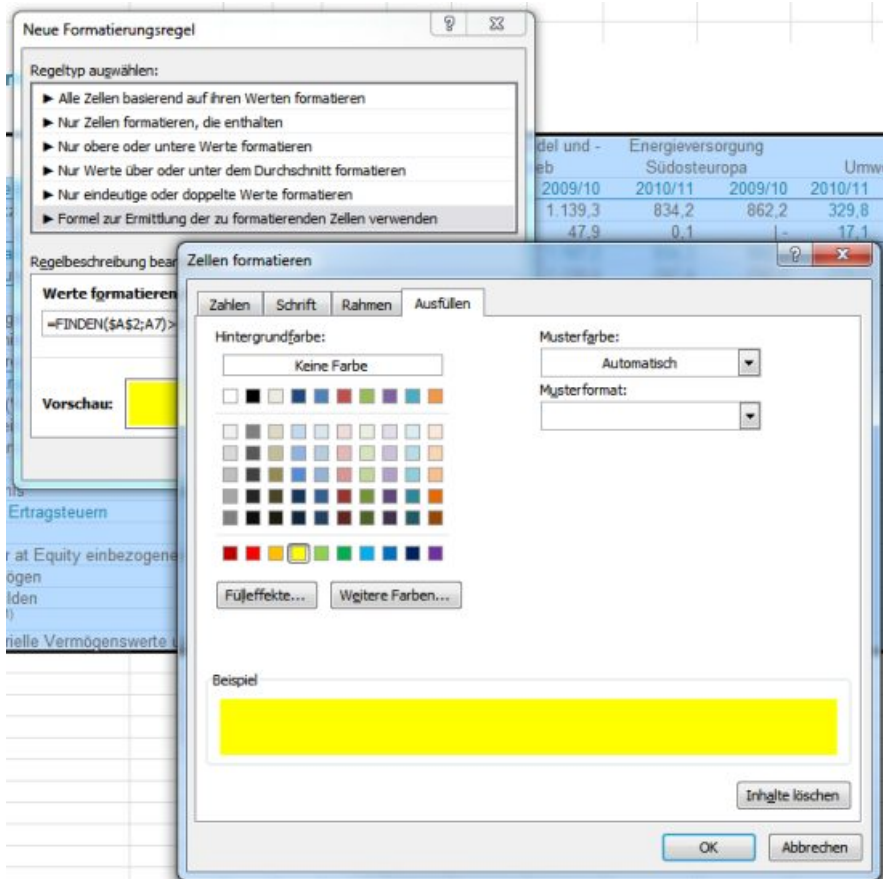 Neue Formatierungsregel
Regeltyp auswählen:
► Alle Zellen basierend auf ihren Werten formatieren
► Nur Zellen formatieren, die enthalten
► Nur obere oder untere Werte formatieren
► Nur Werte über oder unter dem Durchschnitt formatieren
► Nur eindeutige oder doppelte Werte formatieren
► Formel zur Ermittlung der zu formatierenden Zellen verwenden
Regelbeschreibung bear
Werte formatieren
=FINDEN($A$2;A7)>
Vorschau:
del und - Energieversorgung
eb Südosteuropa Umw
2009/10 2010/11 2009/10 2010/11
1.139,3 834,2 862,2 329,8
47,9 0,1 - 17,1
Zellen formatieren
Zahlen Schrift Rahmen Ausfüllen
Hintergrundfarbe:
Keine Farbe
Musterfarbe:
Automatisch
Musterformat:
Fülleffekte... Weitere Farben...
Beispiel
Inhalte löschen
OK Abbrechen
Ertragsteuern
r at Equity einbezogene
ögen
lden
rielle Vermögenswerte u